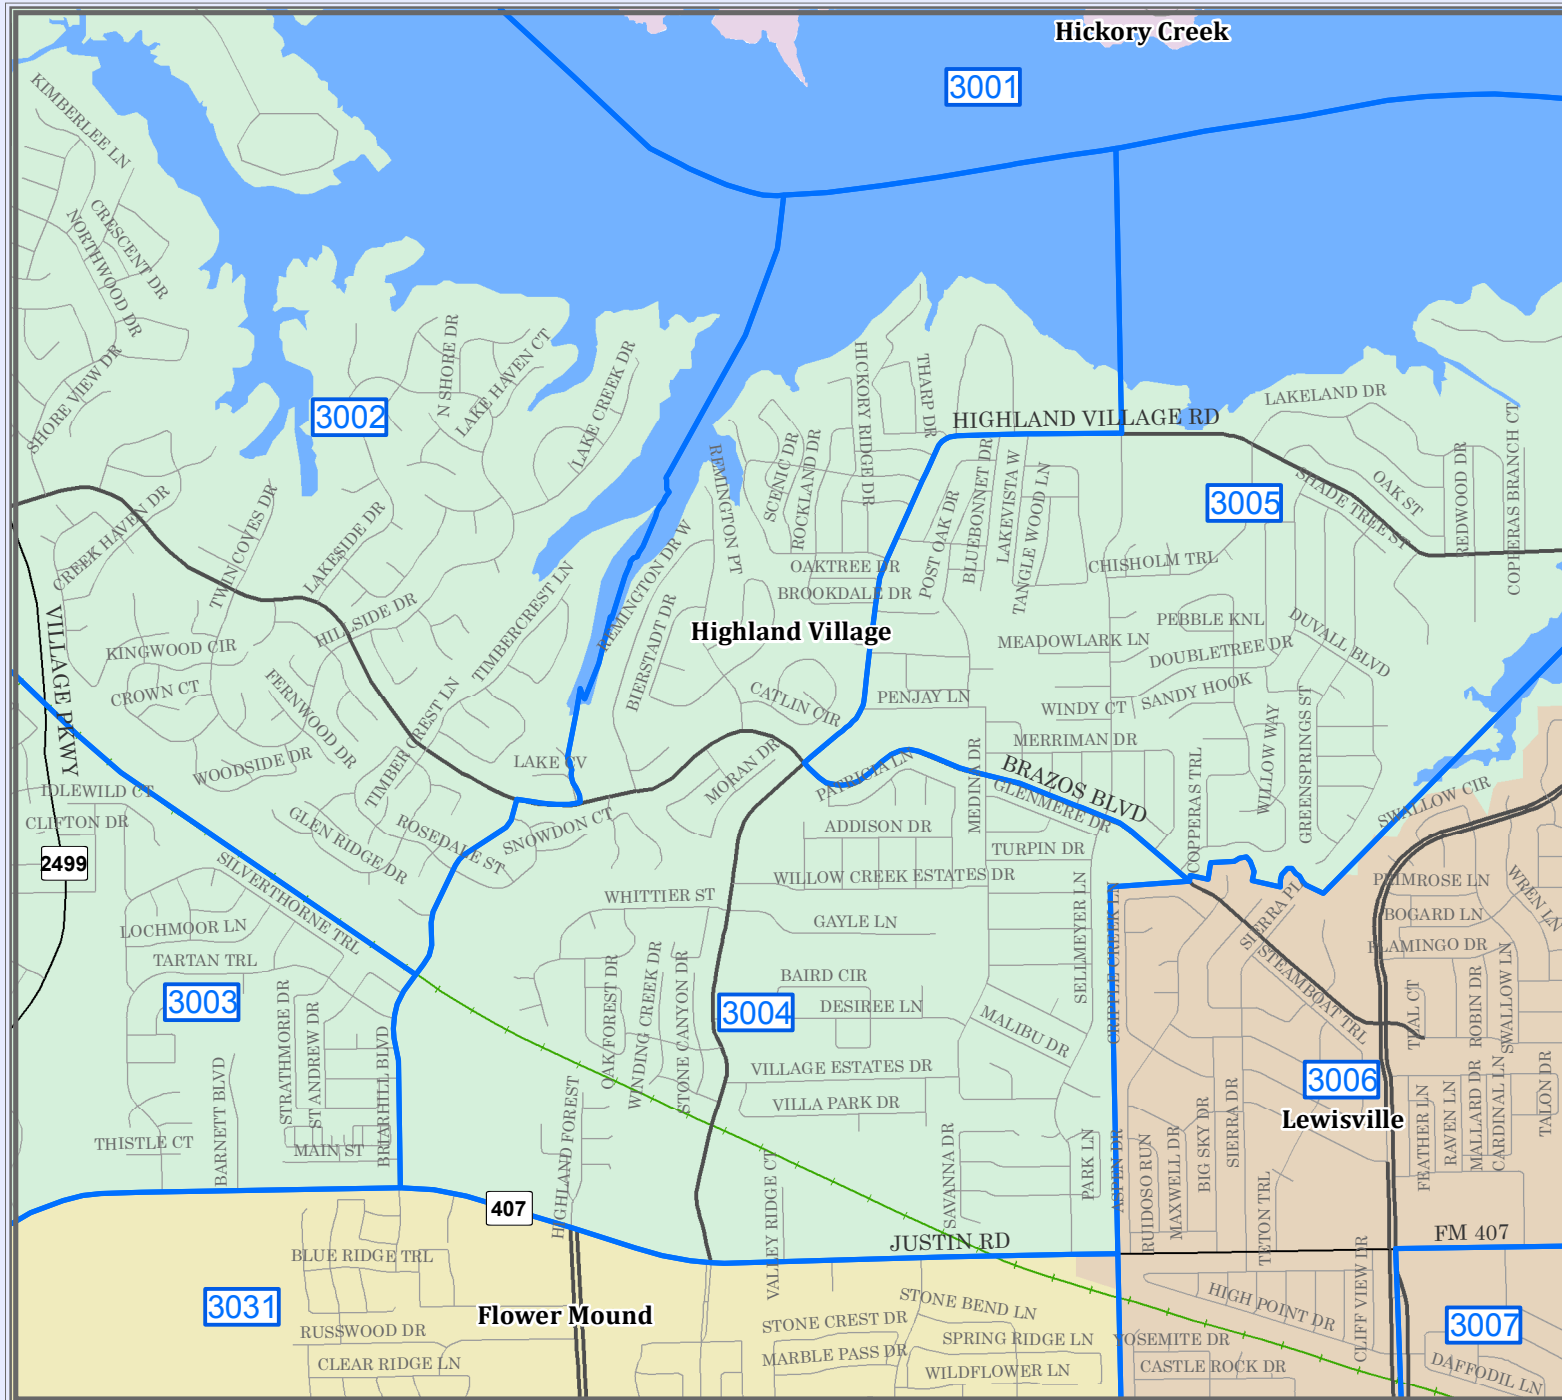 Hickory Creek
3001
KIMBERLEE LN
CRESCENT DR
NORTHWOOD DR
SHORE VIEW DR
N SHORE DR
LAKE HAVEN CT
LAKE CREEK DR
3002
HICKORY RIDGE DR
THARP DR
HIGHLAND VILLAGE RD
LAKELAND DR
SCENIC DR
ROCKLAND DR
REMINGTON PT
BLUEBONNET DR
LAKEVISTA W
TANGLE WOOD LN
POST OAK DR
3005
OAK ST
SHADE TREE ST
REDWOOD DR
COPPERAS BRANCH CT
CREEK HAVEN DR
TWIN COVES DR
LAKESIDE DR
HILLSIDE DR
TIMBERCREST LN
REMINGTON DR W
BIERSTADT DR
OAKTREE DR
BROOKDALE DR
CHISHOLM TRL
PEBBLE KNL
MEADOWLARK LN
DOUBLETREE DR
DUVALL BLVD
Highland Village
VILLAGE PKWY
KINGWOOD CIR
CROWN CT
FERNWOOD DR
TIMBER CREST LN
CATLIN CIR
PENJAY LN
WINDY CT
SANDY HOOK
MERRIMAN DR
WILLOW WAY
GREENSPRINGS ST
WOODSIDE DR
LAKE CV
MORAN DR
PATRICIA LN
MEDINA DR
BRAZOS BLVD
GLENMERE DR
COPPERAS TRL
SWALLOW CIR
IDLEWILD CT
CLIFTON DR
GLEN RIDGE DR
ROSEDALE ST
SNOWDON CT
ADDISON DR
TURPIN DR
2499
SILVERTHORNE TRL
WHITTIER ST
WILLOW CREEK ESTATES DR
GAYLE LN
SELLMEYER LN
CRIPPLE CREEK LN
SIERRA PL
STEAMBOAT TRL
PRIMROSE LN
BOGARD LN
FLAMINGO DR
WREN LN
LOCHMOOR LN
TARTAN TRL
3003
STRATHMORE DR
ST ANDREW DR
BRIARHILL BLVD
BARNETT BLVD
OAK FOREST DR
WINDING CREEK DR
STONE CANYON DR
BAIRD CIR
3004
DESIREE LN
MALIBU DR
TEAL CT
ROBIN DR
SWALLOW LN
3006
Lewisville
VILLAGE ESTATES DR
VILLA PARK DR
THISTLE CT
MAIN ST
HIGHLAND FOREST
SAVANNA DR
PARK LN
ASPEN DR
RUIDOSO RUN
MAXWELL DR
BIG SKY DR
SIERRA DR
TETON TRL
FEATHER LN
RAVEN LN
MALLARD DR
CARDINAL LN
TALON DR
407
VALLEY RIDGE CT
JUSTIN RD
FM 407
BLUE RIDGE TRL
3031
Flower Mound
RUSSWOOD DR
CLEAR RIDGE LN
STONE CREST DR
MARBLE PASS DR
STONE BEND LN
SPRING RIDGE LN
WILDFLOWER LN
YOSEMITE DR
CASTLE ROCK DR
HIGH POINT DR
CLIFF VIEW DR
3007
DAFFODIL LN